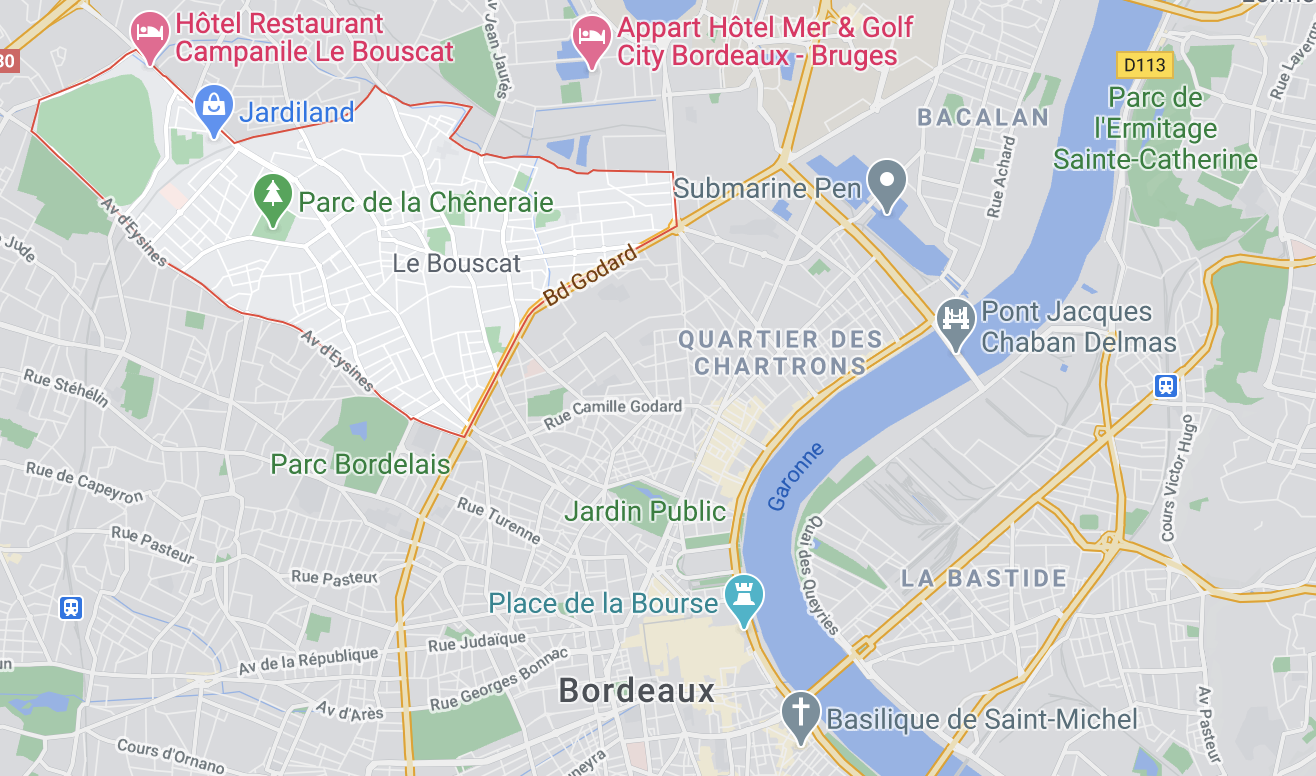 Hôtel Restaurant
Campanile Le Bouscat
Appart Hôtel Mer & Golf
City Bordeaux - Bruges
Av Jean Jaurès
D113
Jardiland
BACALAN
Parc de
l'Ermitage
Sainte-Catherine
Rue Achard
Submarine Pen
Parc de la Chêneraie
Av d'Eysines
Le Bouscat
Bd Godard
Pont Jacques
Chaban Delmas
QUARTIER DES
CHARTRONS
Av d'Eysines
Rue Stéhélin
Rue Camille Godard
Parc Bordelais
Garonne
Cours Victor Hugo
Rue de Capeyron
Rue Turenne
Jardin Public
Rue Pasteur
Quai des Queyries
LA BASTIDE
Rue Pasteur
Place de la Bourse
Rue Judaïque
Av de la République
Rue Georges Bonnac
Bordeaux
Av d'Arès
Basilique de Saint-Michel
Av Pasteur
Cours d'Ornano